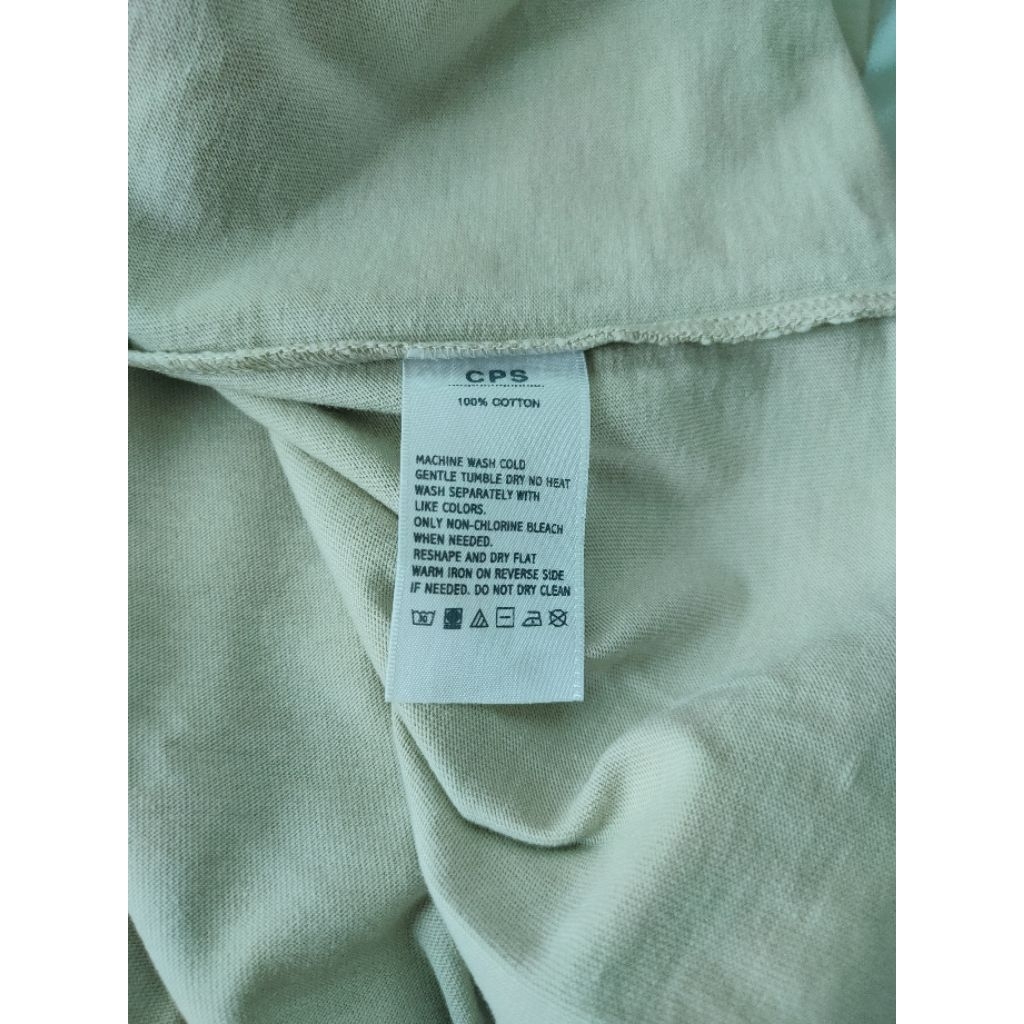 CPS
100% COTTON
MACHINE WASH COLD
GENTLE TUMBLE DRY NO HEAT
WASH SEPARATELY WITH
LIKE COLORS.
ONLY NON-CHLORINE BLEACH
WHEN NEEDED.
RESHAPE AND DRY FLAT
WARM IRON ON REVERSE SIDE
IF NEEDED. DO NOT DRY CLEAN
30